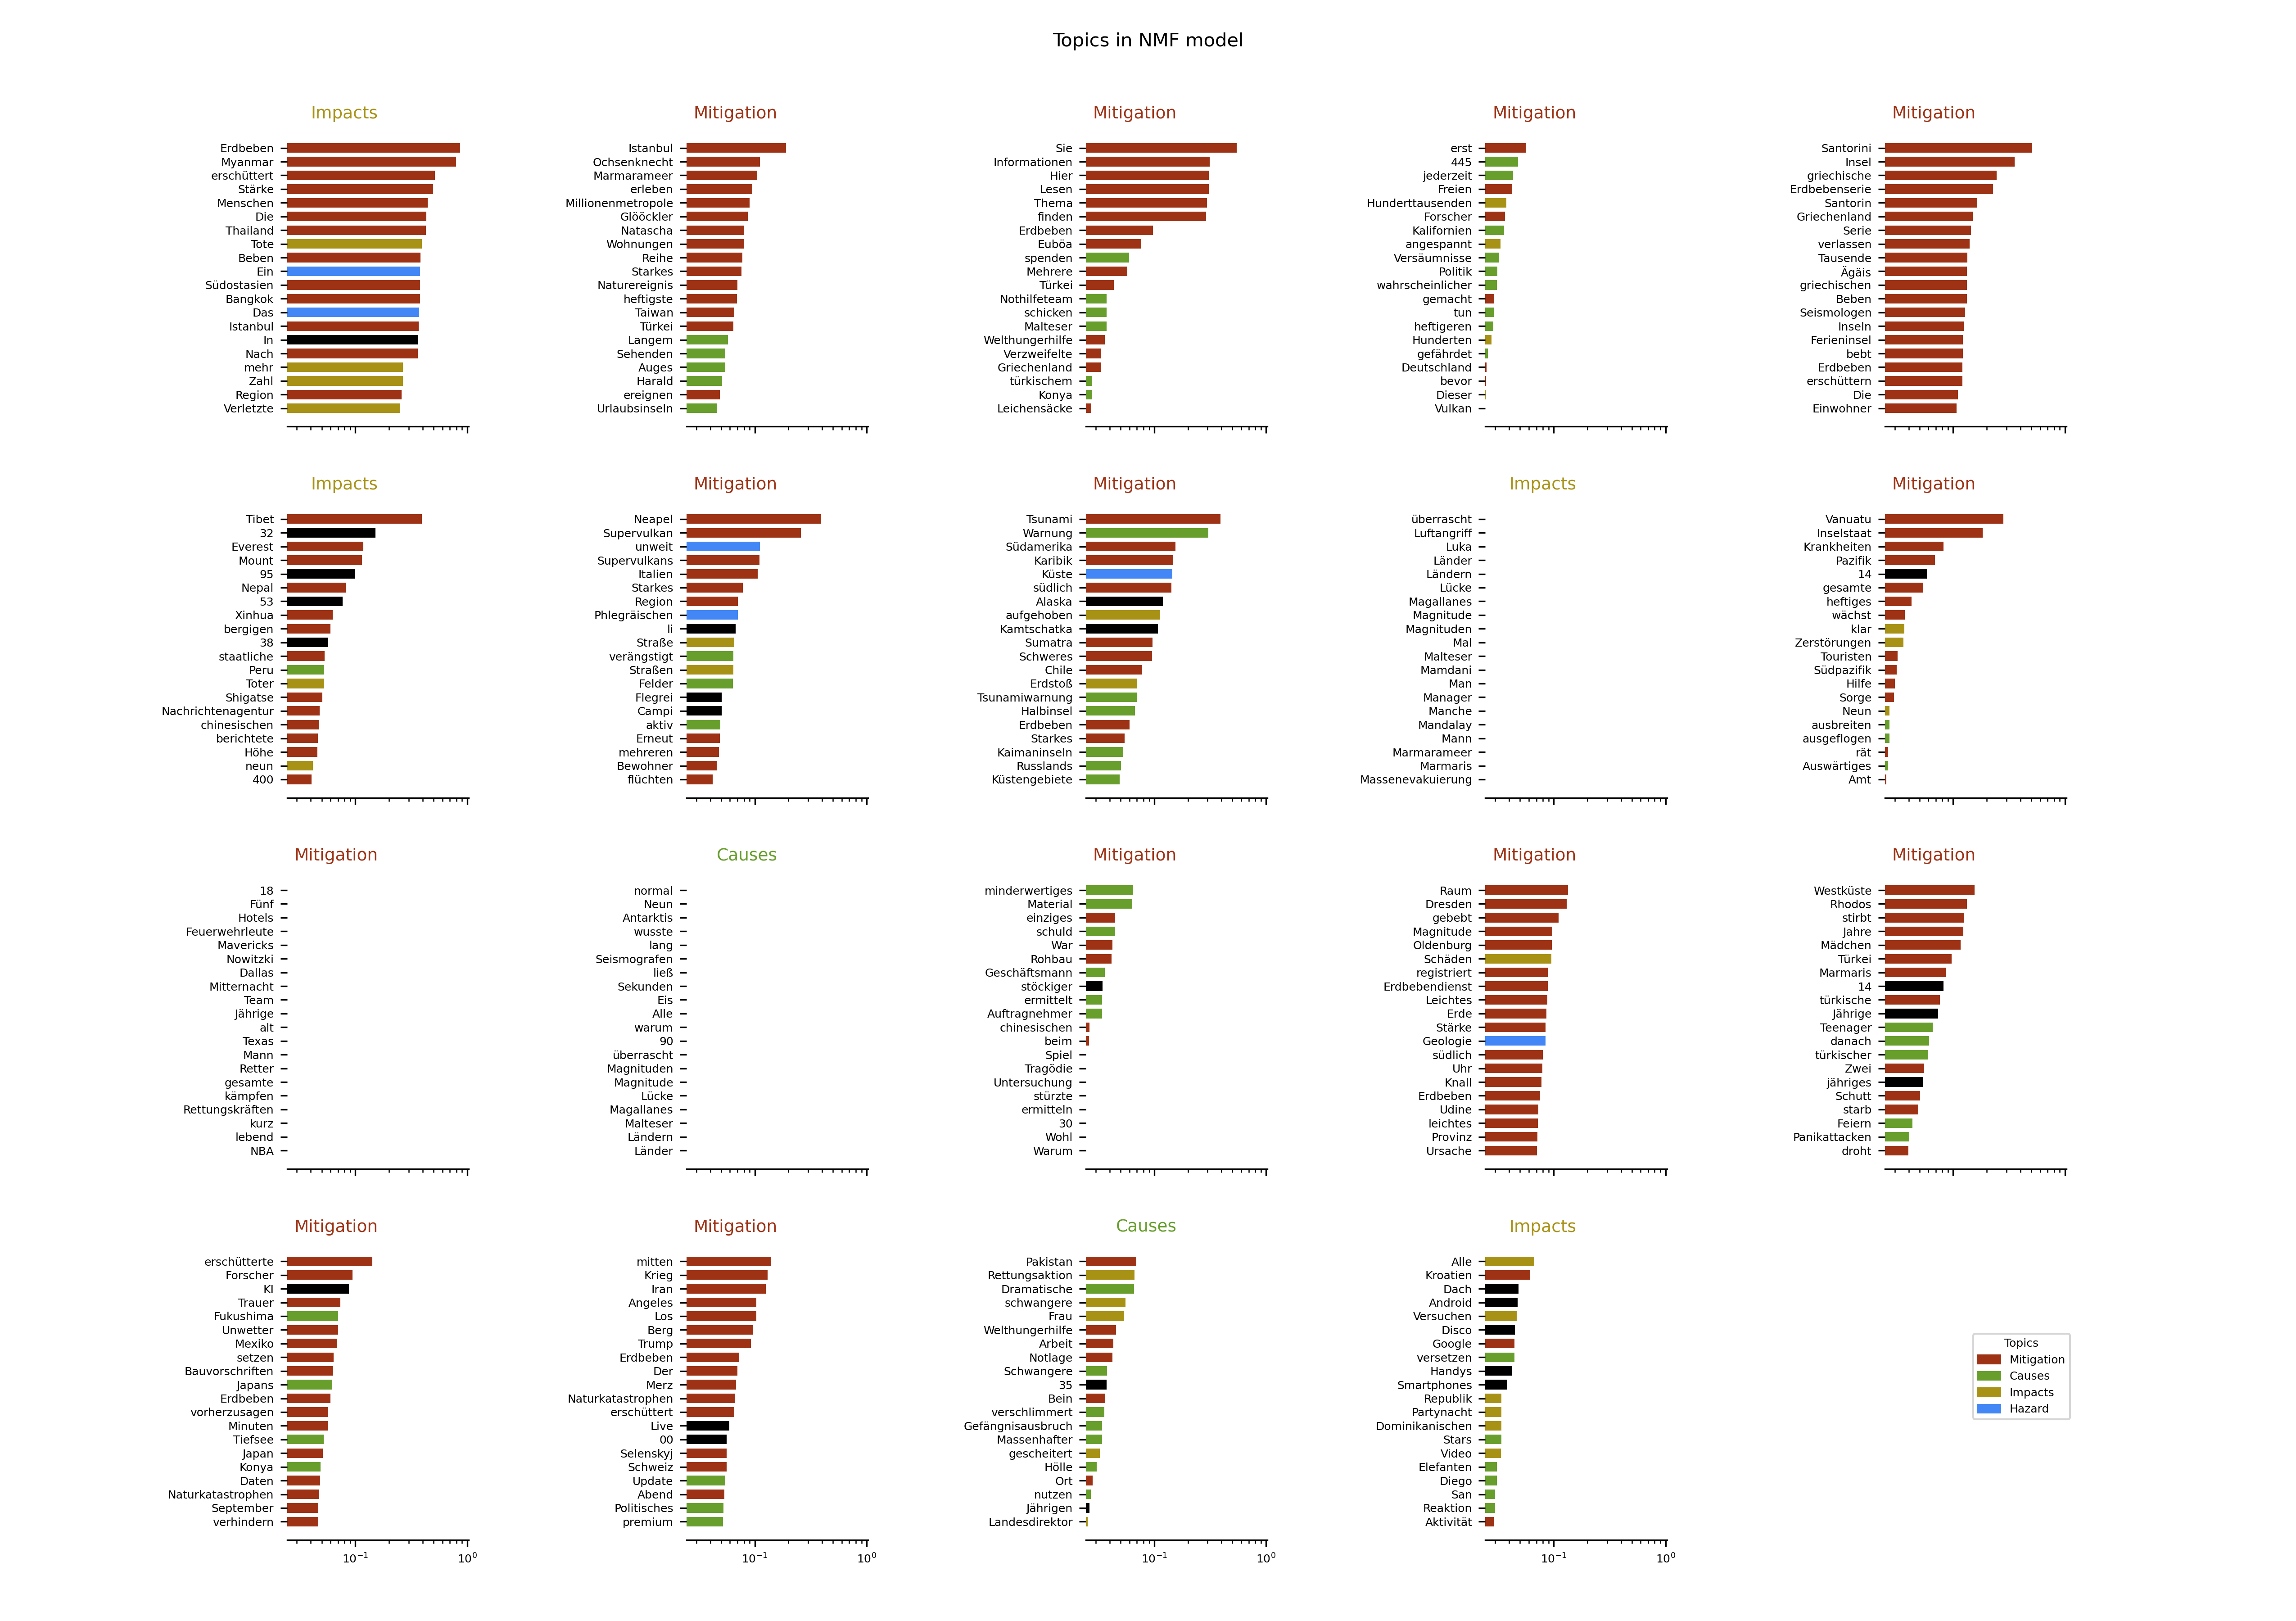 Topics in NMF model
Impacts
Erdbeben
Myanmar
erschüttert
Stärke
Menschen
Die
Thailand
Tote
Beben
Ein
Südostasien
Bangkok
Das
Istanbul
In
Nach
mehr
Zahl
Region
Verletzte
Mitigation
Istanbul
Ochsenknecht
Marmarameer
erleben
Millionenmetropole
Glööckler
Natascha
Wohnungen
Reihe
Starkes
Naturereignis
heftigste
Taiwan
Türkei
Langem
Sehenden
Auges
Harald
ereignen
Urlaubsinseln
Mitigation
Sie
Informationen
Hier
Lesen
Thema
finden
Erdbeben
Euböa
spenden
Mehrere
Türkei
Nothilfeteam
schicken
Malteser
Welthungerhilfe
Verzweifelte
Griechenland
türkischem
Konya
Leichensäcke
Mitigation
erst
445
jederzeit
Freien
Hunderttausenden
Forscher
Kalifornien
angespannt
Versäumnisse
Politik
wahrscheinlicher
gemacht
tun
heftigeren
Hunderten
gefährdet
Deutschland
bevor
Dieser
Vulkan
Mitigation
Santorini
Insel
griechische
Erdbebenserie
Santorin
Griechenland
Serie
verlassen
Tausende
Ägäis
griechischen
Beben
Seismologen
Inseln
Ferieninsel
bebt
Erdbeben
erschüttern
Die
Einwohner
Impacts
Tibet
32
Everest
Mount
95
Nepal
53
Xinhua
bergigen
38
staatliche
Peru
Toter
Shigatse
Nachrichtenagentur
chinesischen
berichtete
Höhe
neun
400
Mitigation
Neapel
Supervulkan
unweit
Supervulkans
Italien
Starkes
Region
Phlegräischen
li
Straße
verängstigt
Straßen
Felder
Flegrei
Campi
aktiv
Erneut
mehreren
Bewohner
flüchten
Mitigation
Tsunami
Warnung
Südamerika
Karibik
Küste
südlich
Alaska
aufgehoben
Kamtschatka
Sumatra
Schweres
Chile
Erdstoß
Tsunamiwarnung
Halbinsel
Erdbeben
Starkes
Kaimaninseln
Russlands
Küstengebiete
Impacts
überrascht
Luftangriff
Luka
Länder
Ländern
Lücke
Magallanes
Magnitude
Magnituden
Mal
Malteser
Mamdani
Man
Manager
Manche
Mandalay
Mann
Marmarameer
Marmaris
Massenevakuierung
Mitigation
Vanuatu
Inselstaat
Krankheiten
Pazifik
14
gesamte
heftiges
wächst
klar
Zerstörungen
Touristen
Südpazifik
Hilfe
Sorge
Neun
ausbreiten
ausgeflogen
rät
Auswärtiges
Amt
Mitigation
18
Fünf
Hotels
Feuerwehrleute
Mavericks
Nowitzki
Dallas
Mitternacht
Team
Jährige
alt
Texas
Mann
Retter
gesamte
kämpfen
Rettungskräften
kurz
lebend
NBA
Causes
normal
Neun
Antarktis
wusste
lang
Seismografen
ließ
Sekunden
Eis
Alle
warum
90
überrascht
Magnituden
Magnitude
Lücke
Magallanes
Malteser
Ländern
Länder
Mitigation
minderwertiges
Material
einziges
schuld
War
Rohbau
Geschäftsmann
stöckiger
ermittelt
Auftragnehmer
chinesischen
beim
Spiel
Tragödie
Untersuchung
stürzte
ermitteln
30
Wohl
Warum
Mitigation
Raum
Dresden
gebebt
Magnitude
Oldenburg
Schäden
registriert
Erdbebendienst
Leichtes
Erde
Stärke
Geologie
südlich
Uhr
Knall
Erdbeben
Udine
leichtes
Provinz
Ursache
Mitigation
Westküste
Rhodos
stirbt
Jahre
Mädchen
Türkei
Marmaris
14
türkische
Jährige
Teenager
danach
türkischer
Zwei
jähriges
Schutt
starb
Feiern
Panikattacken
droht
Mitigation
erschütterte
Forscher
KI
Trauer
Fukushima
Unwetter
Mexiko
setzen
Bauvorschriften
Japans
Erdbeben
vorherzusagen
Minuten
Tiefsee
Japan
Konya
Daten
Naturkatastrophen
September
verhindern
10⁻¹ 10⁰
Mitigation
mitten
Krieg
Iran
Angeles
Los
Berg
Trump
Erdbeben
Der
Merz
Naturkatastrophen
erschüttert
Live
00
Selenskyj
Schweiz
Update
Abend
Politisches
premium
10⁻¹ 10⁰
Causes
Pakistan
Rettungsaktion
Dramatische
schwangere
Frau
Welthungerhilfe
Arbeit
Notlage
Schwangere
35
Bein
verschlimmert
Gefängnisausbruch
Massenhafter
gescheitert
Hölle
Ort
nutzen
Jährigen
Landesdirektor
10⁻¹ 10⁰
Impacts
Alle
Kroatien
Dach
Android
Versuchen
Disco
Google
versetzen
Handys
Smartphones
Republik
Partynacht
Dominikanischen
Stars
Video
Elefanten
Diego
San
Reaktion
Aktivität
10⁻¹ 10⁰
Topics
Mitigation
Causes
Impacts
Hazard